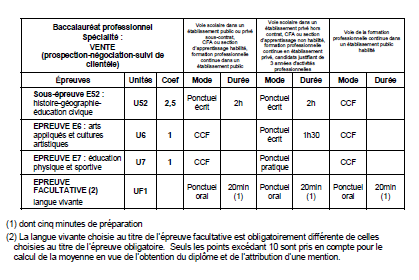 Baccalauréat professionnel
Spécialité :
VENTE
(prospection-négociation-suivi de
clientèle)
Voie scolaire dans un
établissement public ou privé
sous-contrat,
CFA ou section
d'apprentissage habilité,
formation professionnelle
continue dans un
établissement public
Voie scolaire dans un
établissement privé hors
contrat, CFA ou section
d'apprentissage non habilité,
formation professionnelle
continue en établissement
privé, candidats justifiant de
3 années d'activités
professionnelles
Voie de la formation
professionnelle continue dans
un établissement public
habilité
Épreuves Unités Coef Mode Durée Mode Durée Mode Durée
Sous-épreuve E52 :
histoire-géographie-
éducation civique
U52 2,5 Ponctuel
écrit
2h Ponctuel
écrit
2h CCF
EPREUVE E6 : arts
appliqués et cultures
artistiques
U6 1 CCF Ponctuel
écrit
1h30 CCF
EPREUVE E7 : éducation
physique et sportive
U7 1 CCF Ponctuel
pratique
CCF
EPREUVE
FACULTATIVE (2)
langue vivante
UF1 Ponctuel
oral
20min
(1)
Ponctuel
oral
20min
(1)
Ponctuel
oral
20min
(1)
(1) dont cinq minutes de préparation
(2) La langue vivante choisie au titre de l'épreuve facultative est obligatoirement différente de celles
choisies au titre de l'épreuve obligatoire. Seuls les points excédant 10 sont pris en compte pour le
calcul de la moyenne en vue de l'obtention du diplôme et de l'attribution d'une mention.